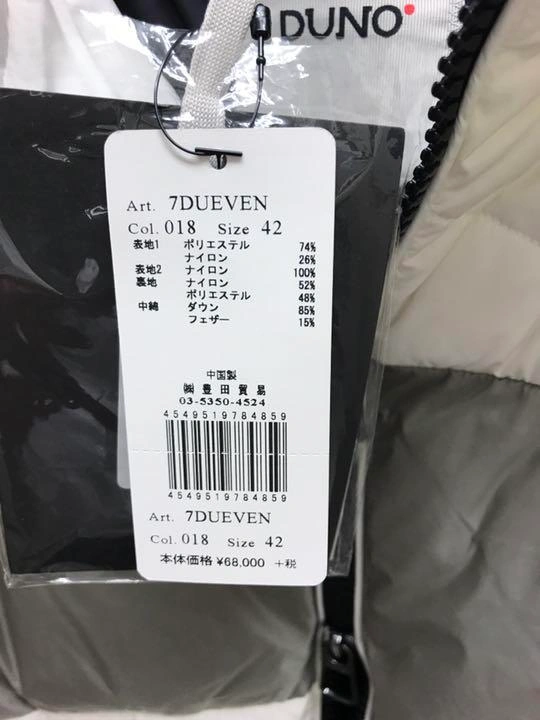 DUNO
Art. 7DUEVEN
Col. 018 Size 42
表地1 ポリエステル 74%
ナイロン 26%
表地2 ナイロン 100%
裏地 ナイロン 52%
ポリエステル 48%
中綿 ダウン 85%
フェザー 15%
中国製
㈱豊田貿易
03-5350-4524
4549519784859
4549519784859
Art. 7DUEVEN
Col. 018 Size 42
本体価格 ¥68,000 +税